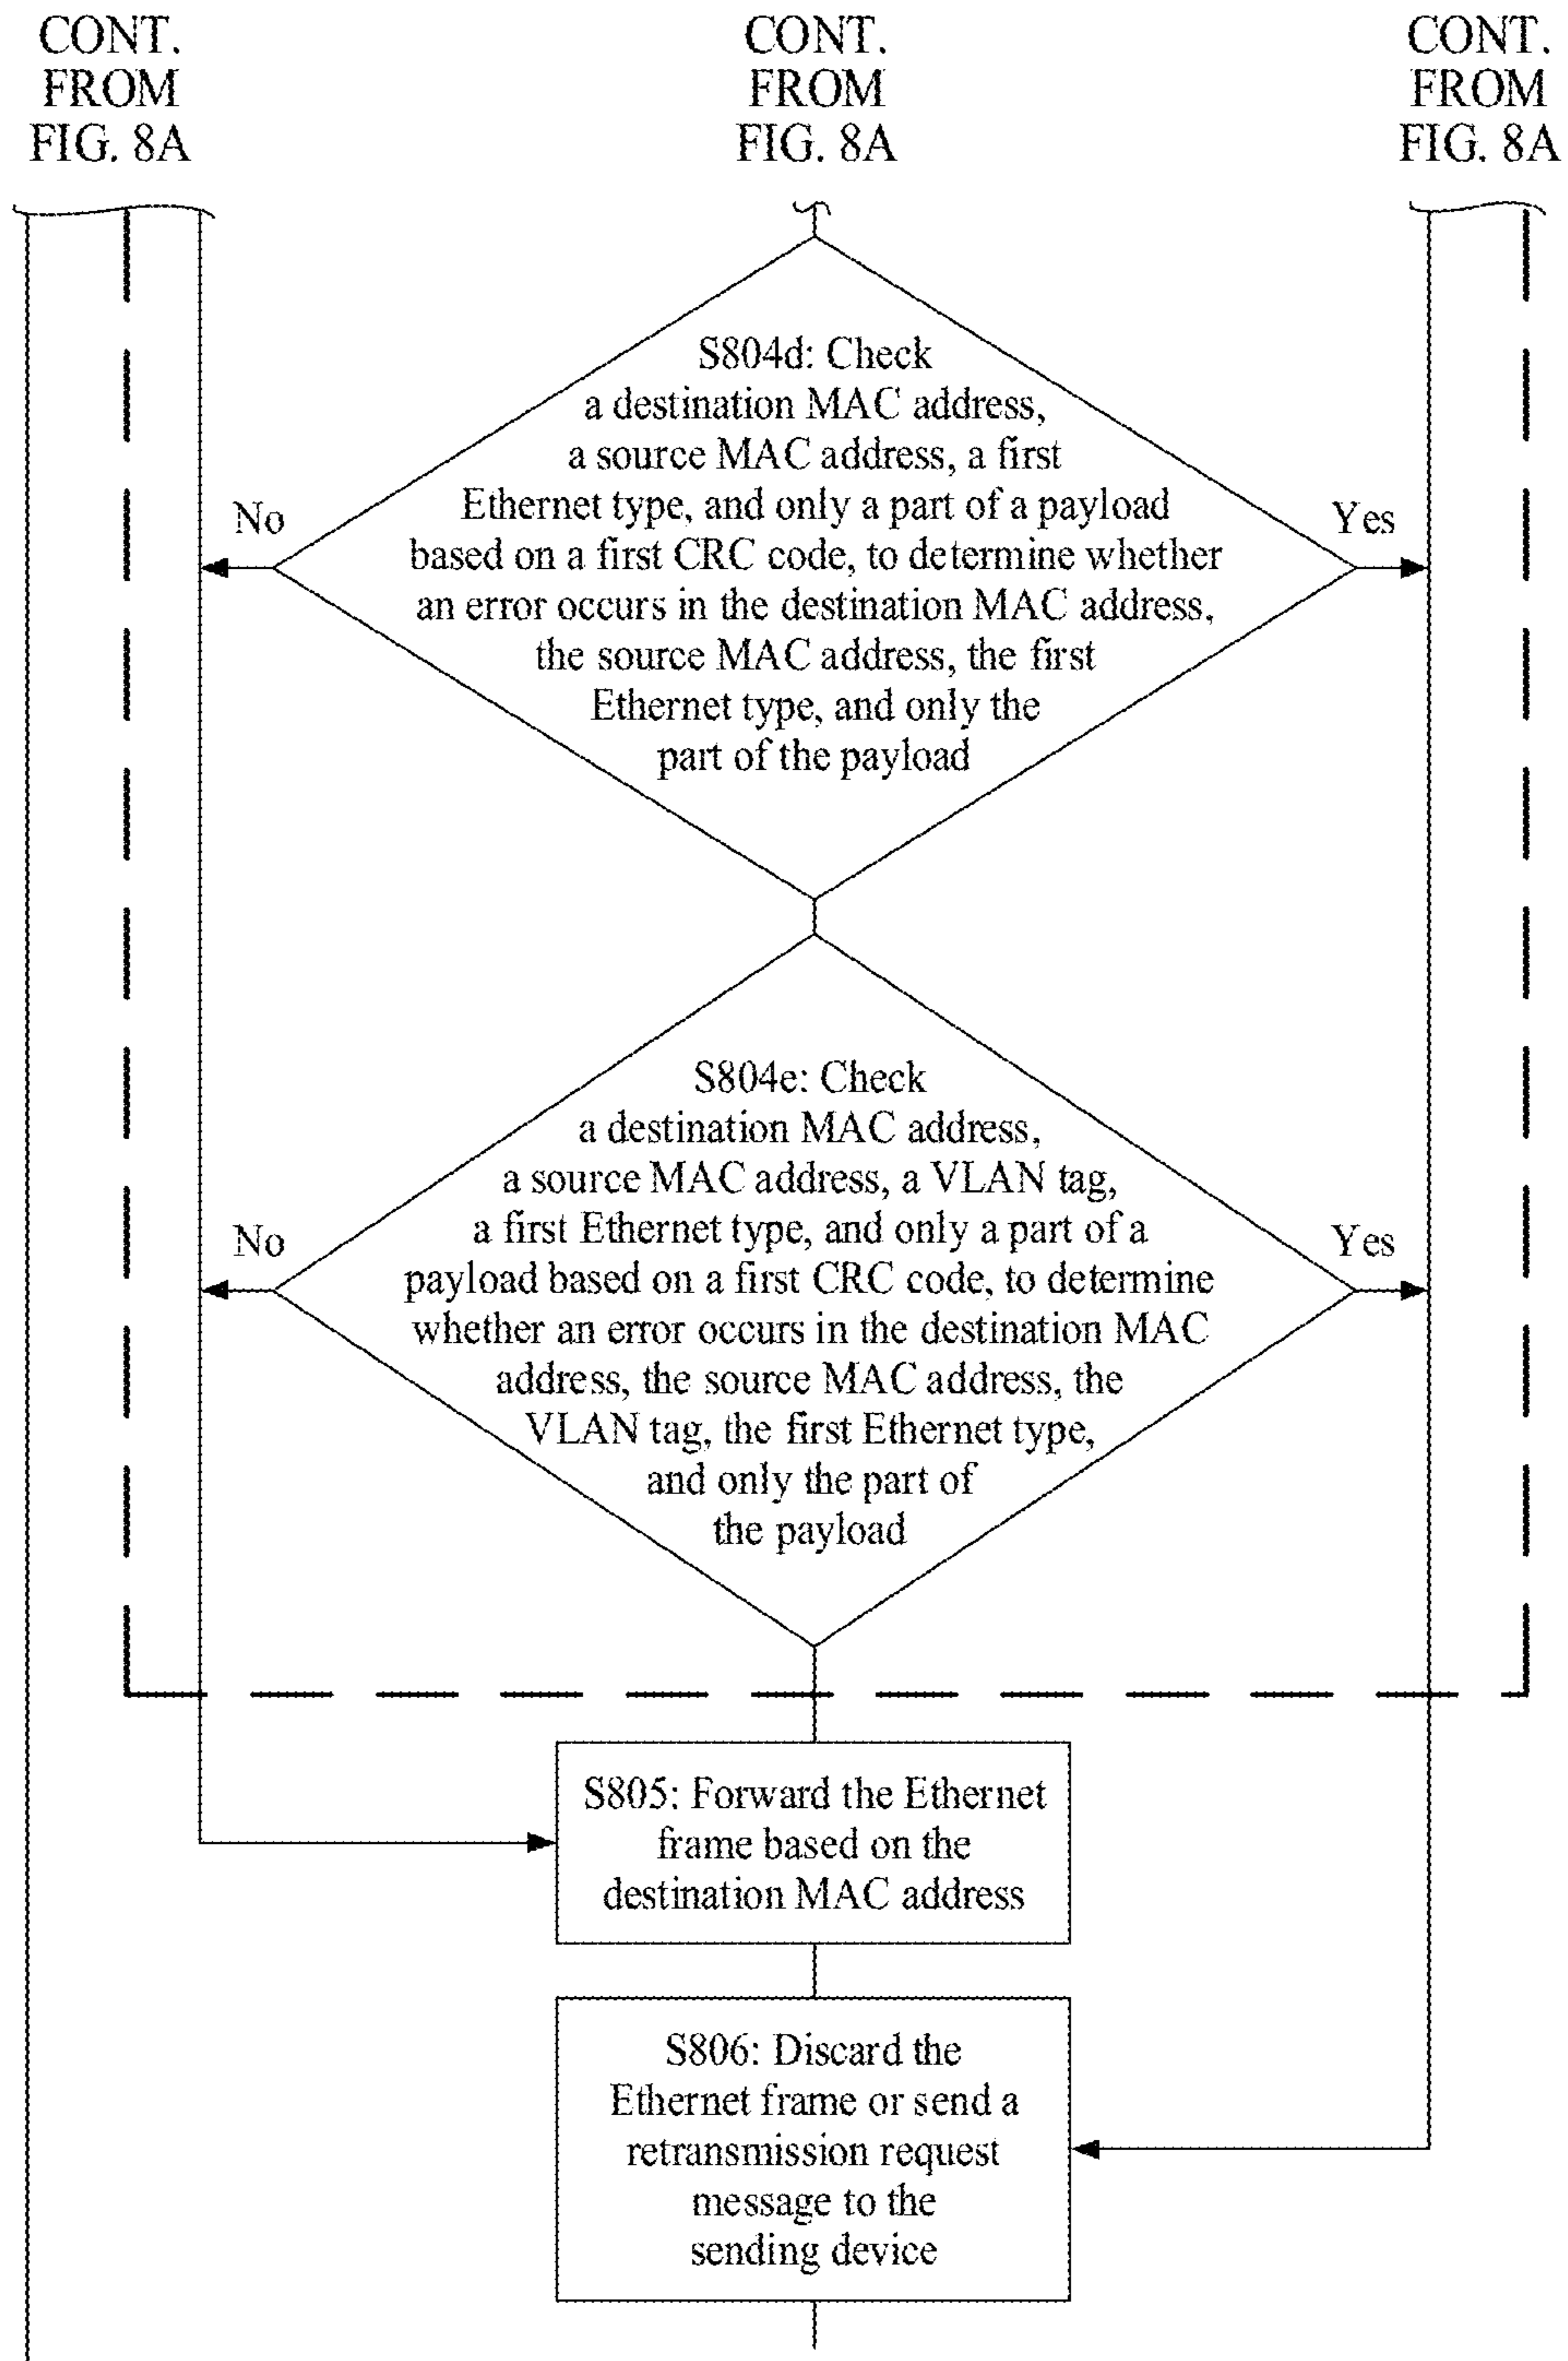 CONT.
FROM
FIG. 8A
CONT.
FROM
FIG. 8A
CONT.
FROM
FIG. 8A
S804d: Check
a destination MAC address,
a source MAC address, a first
Ethernet type, and only a part of a payload
based on a first CRC code, to determine whether
an error occurs in the destination MAC address,
the source MAC address, the first
Ethernet type, and only the
part of the payload
No
Yes
S804e: Check
a destination MAC address,
a source MAC address, a VLAN tag,
a first Ethernet type, and only a part of a
payload based on a first CRC code, to determine
whether an error occurs in the destination MAC
address, the source MAC address, the
VLAN tag, the first Ethernet type,
and only the part of
the payload
No
Yes
S805: Forward the Ethernet
frame based on the
destination MAC address
S806: Discard the
Ethernet frame or send a
retransmission request
message to the
sending device